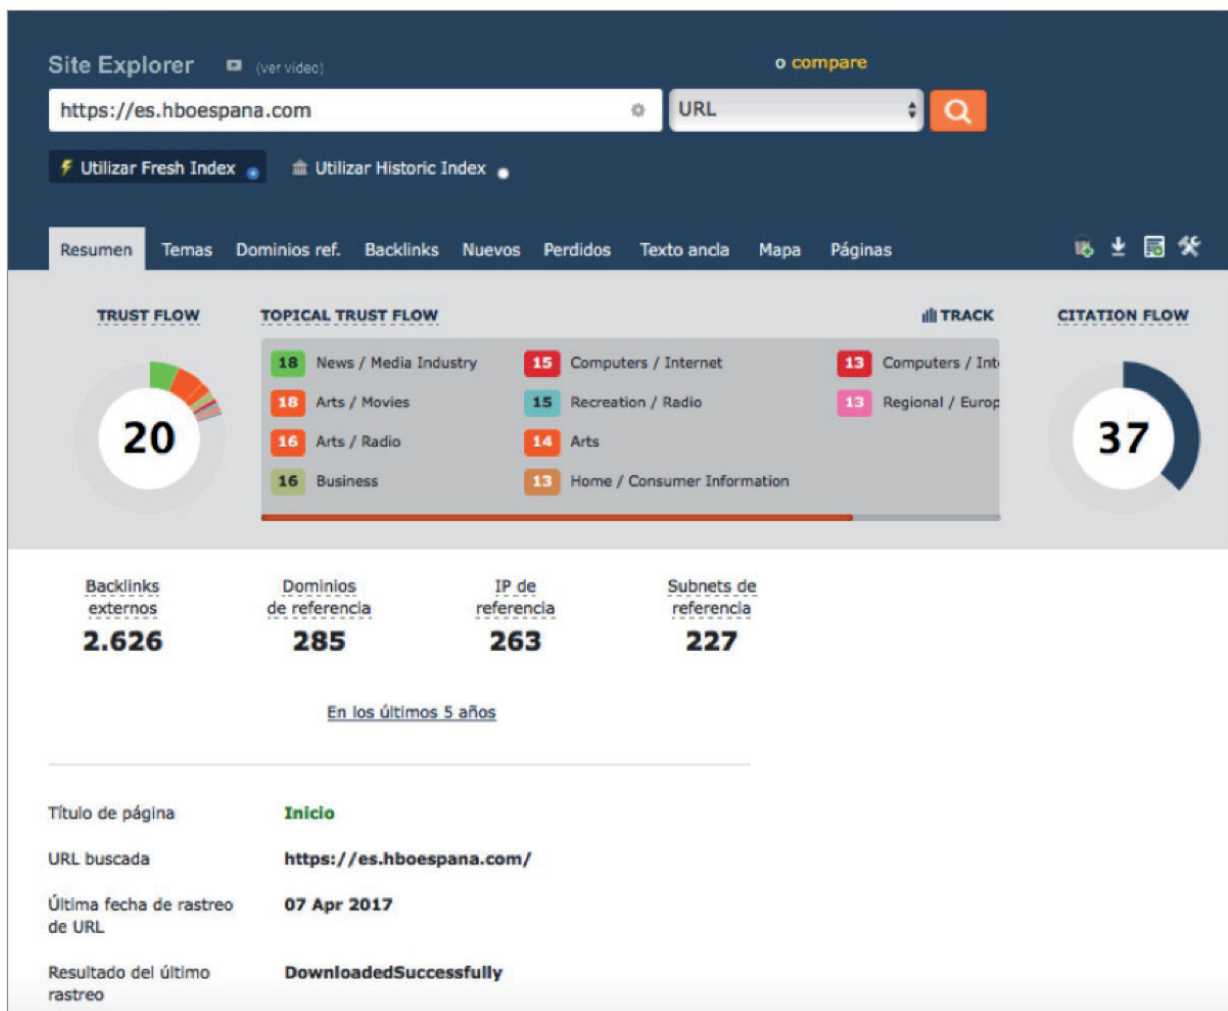 Site Explorer (ver vídeo)
o compare
https://es.hboespana.com URL
Utilizar Fresh Index Utilizar Historic Index
Resumen Temas Dominios ref. Backlinks Nuevos Perdidos Texto ancla Mapa Páginas
TRUST FLOW TOPICAL TRUST FLOW TRACK CITATION FLOW
18 News / Media Industry 15 Computers / Internet 13 Computers / Int
18 Arts / Movies 15 Recreation / Radio 13 Regional / Europ
20 37
16 Arts / Radio 14 Arts
16 Business 13 Home / Consumer Information
Backlinks Dominios IP de Subnets de
externos de referencia referencia referencia
2.626 285 263 227
En los últimos 5 años
Título de página Inicio
URL buscada https://es.hboespana.com/
Última fecha de rastreo 07 Apr 2017
de URL
Resultado del último DownloadedSuccessfully
rastreo